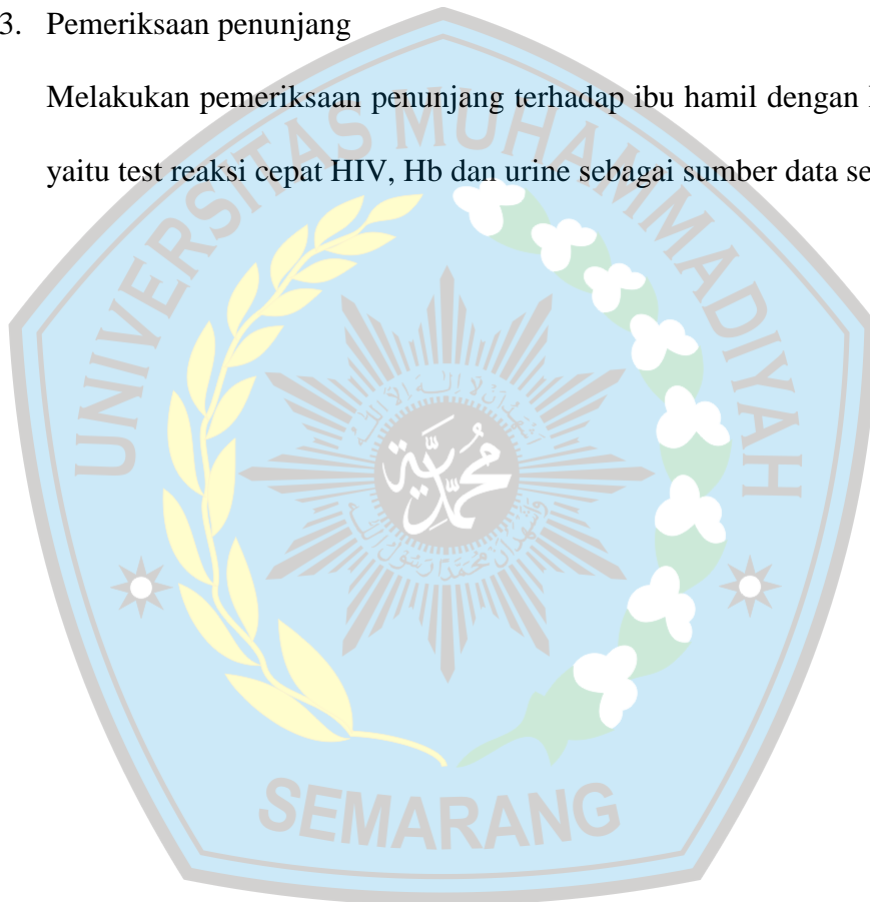 3. Pemeriksaan penunjang
Melakukan pemeriksaan penunjang terhadap ibu hamil dengan
yaitu test reaksi cepat HIV, Hb dan urine sebagai sumber data
UNIVERSITAS MUHAMMADIYAH
محمدية
SEMARANG